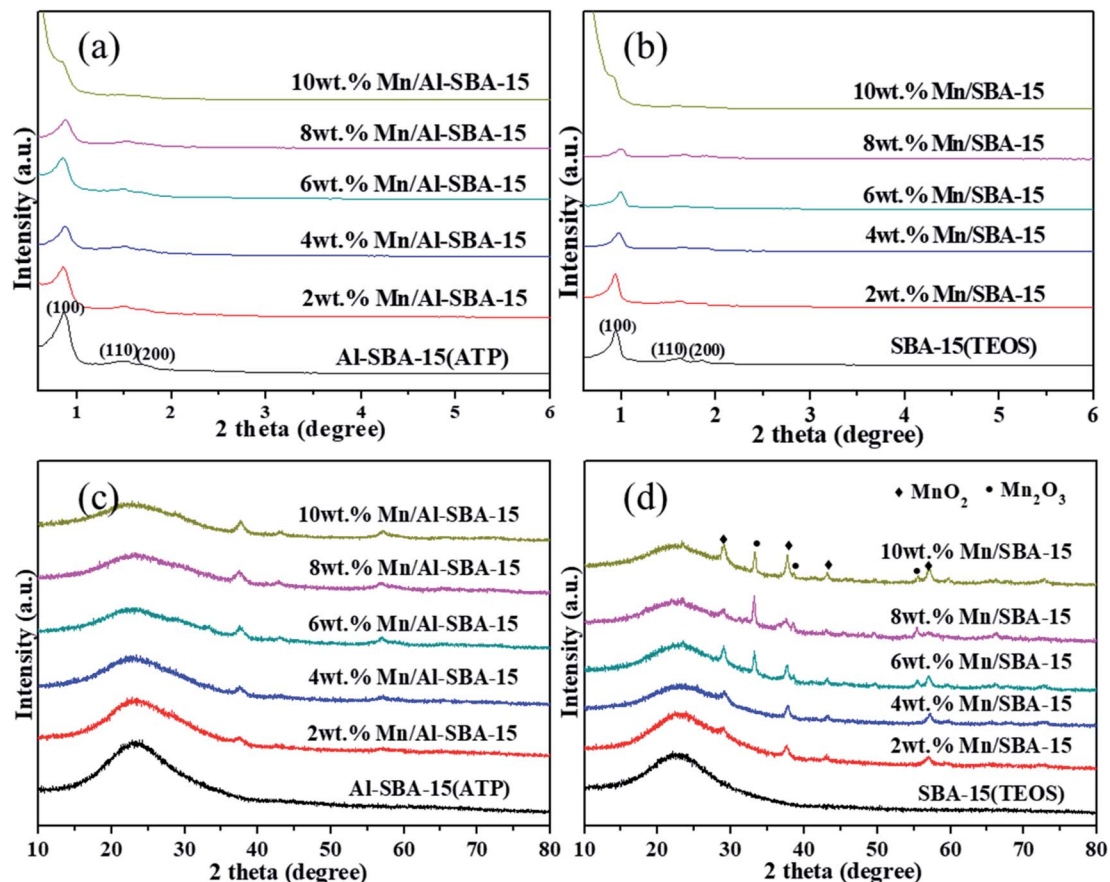 (a)
10wt.% Mn/Al-SBA-15
8wt.% Mn/Al-SBA-15
6wt.% Mn/Al-SBA-15
4wt.% Mn/Al-SBA-15
2wt.% Mn/Al-SBA-15
(100)
(110) (200)
Al-SBA-15(ATP)
Intensity (a.u.)
1 2 3 4 5 6
2 theta (degree)
(b)
10wt.% Mn/SBA-15
8wt.% Mn/SBA-15
6wt.% Mn/SBA-15
4wt.% Mn/SBA-15
2wt.% Mn/SBA-15
(100)
(110) (200)
SBA-15(TEOS)
Intensity (a.u.)
1 2 3 4 5 6
2 theta (degree)
(c)
10wt.% Mn/Al-SBA-15
8wt.% Mn/Al-SBA-15
6wt.% Mn/Al-SBA-15
4wt.% Mn/Al-SBA-15
2wt.% Mn/Al-SBA-15
Al-SBA-15(ATP)
Intensity (a.u.)
10 20 30 40 50 60 70 80
2 theta (degree)
(d)
♦ MnO₂ • Mn₂O₃
10wt.% Mn/SBA-15
8wt.% Mn/SBA-15
6wt.% Mn/SBA-15
4wt.% Mn/SBA-15
2wt.% Mn/SBA-15
SBA-15(TEOS)
Intensity (a.u.)
10 20 30 40 50 60 70 80
2 theta (degree)